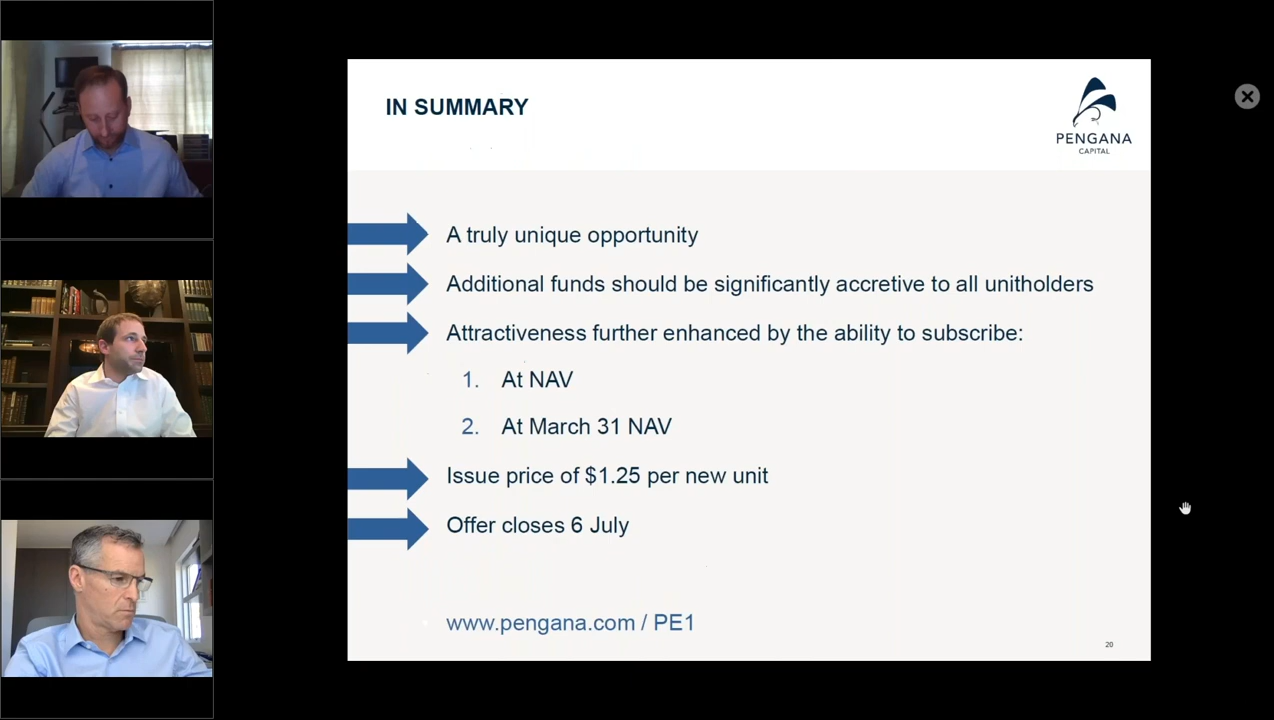 IN SUMMARY
PENGANA
CAPITAL
A truly unique opportunity
Additional funds should be significantly accretive to all unitholders
Attractiveness further enhanced by the ability to subscribe:
1. At NAV
2. At March 31 NAV
Issue price of $1.25 per new unit
Offer closes 6 July
www.pengana.com / PE1
20